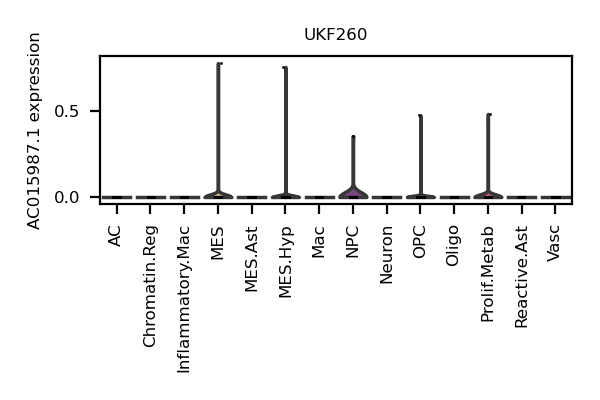 UKF260
AC015987.1 expression
0.5
0.0
AC
Chromatin.Reg
Inflammatory.Mac
MES
MES.Ast
MES.Hyp
Mac
NPC
Neuron
OPC
Oligo
Prolif.Metab
Reactive.Ast
Vasc